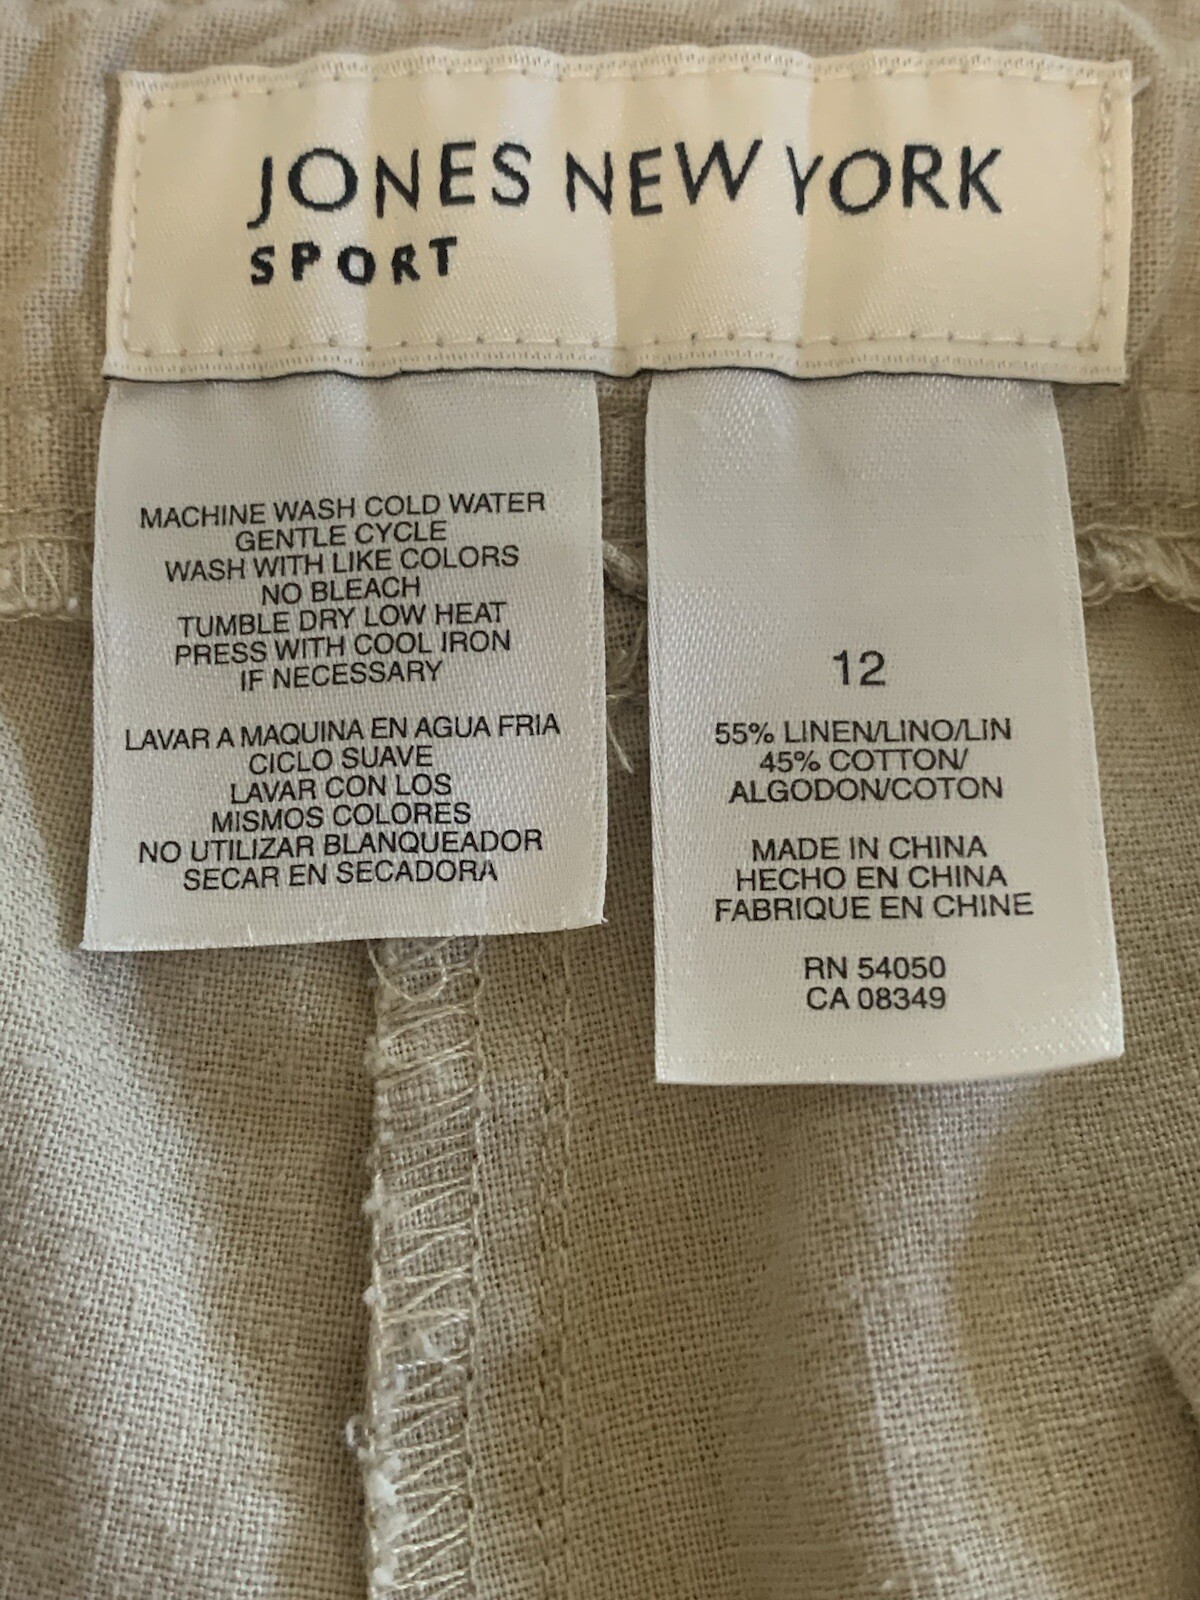 JONES NEW YORK
SPORT
MACHINE WASH COLD WATER
GENTLE CYCLE
WASH WITH LIKE COLORS
NO BLEACH
TUMBLE DRY LOW HEAT
PRESS WITH COOL IRON
IF NECESSARY
LAVAR A MAQUINA EN AGUA FRIA
CICLO SUAVE
LAVAR CON LOS
MISMOS COLORES
NO UTILIZAR BLANQUEADOR
SECAR EN SECADORA
12
55% LINEN/LINO/LIN
45% COTTON/
ALGODON/COTON
MADE IN CHINA
HECHO EN CHINA
FABRIQUE EN CHINE
RN 54050
CA 08349